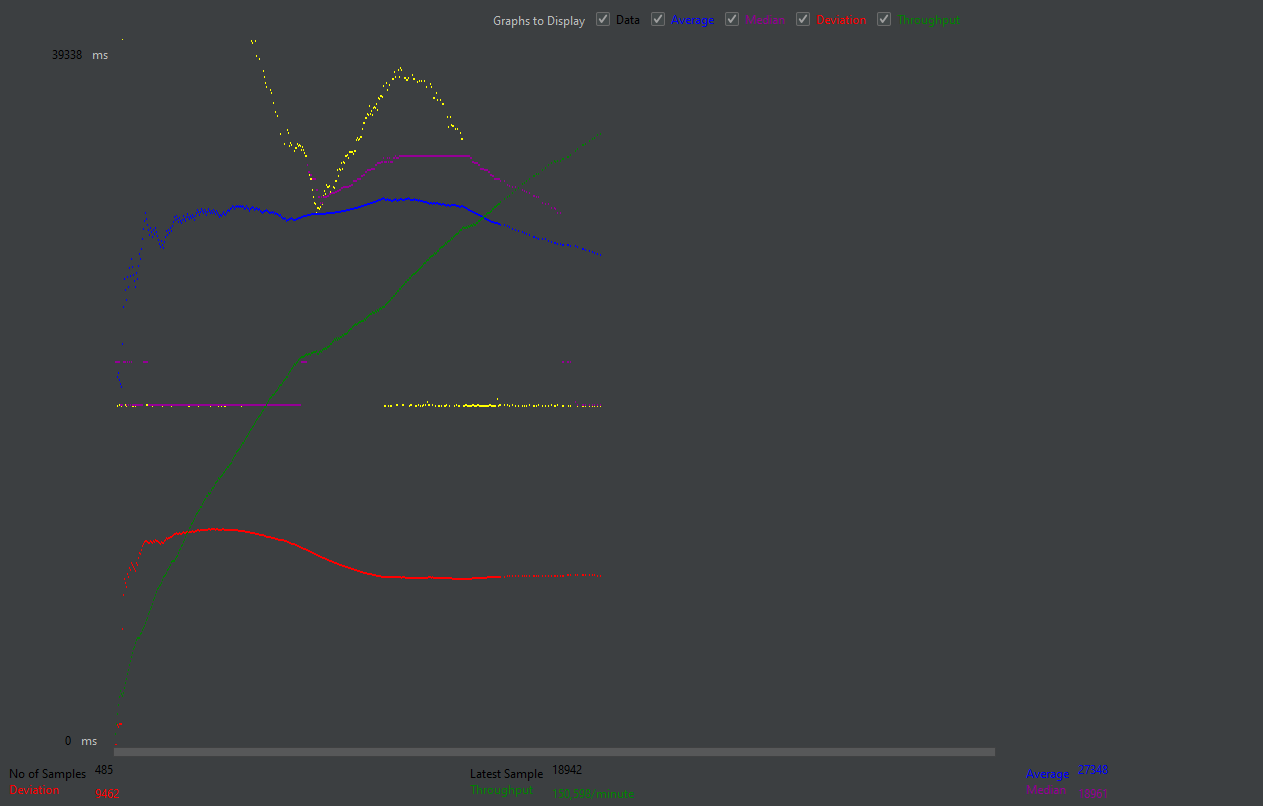 Graphs to Display Data Average Median Deviation Throughput
39338 ms
0 ms
No of Samples 485 Latest Sample 18942 Average 27348
Deviation 9462 Throughput 150,598/minute Median